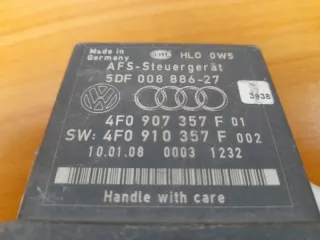 Made in
Germany
HLO 0W5
AFS-Steuergerät
5DF 008 886-27
3938
4F0 907 357 F 01
SW: 4F0 910 357 F 002
10.01.08 0003 1232
Handle with care